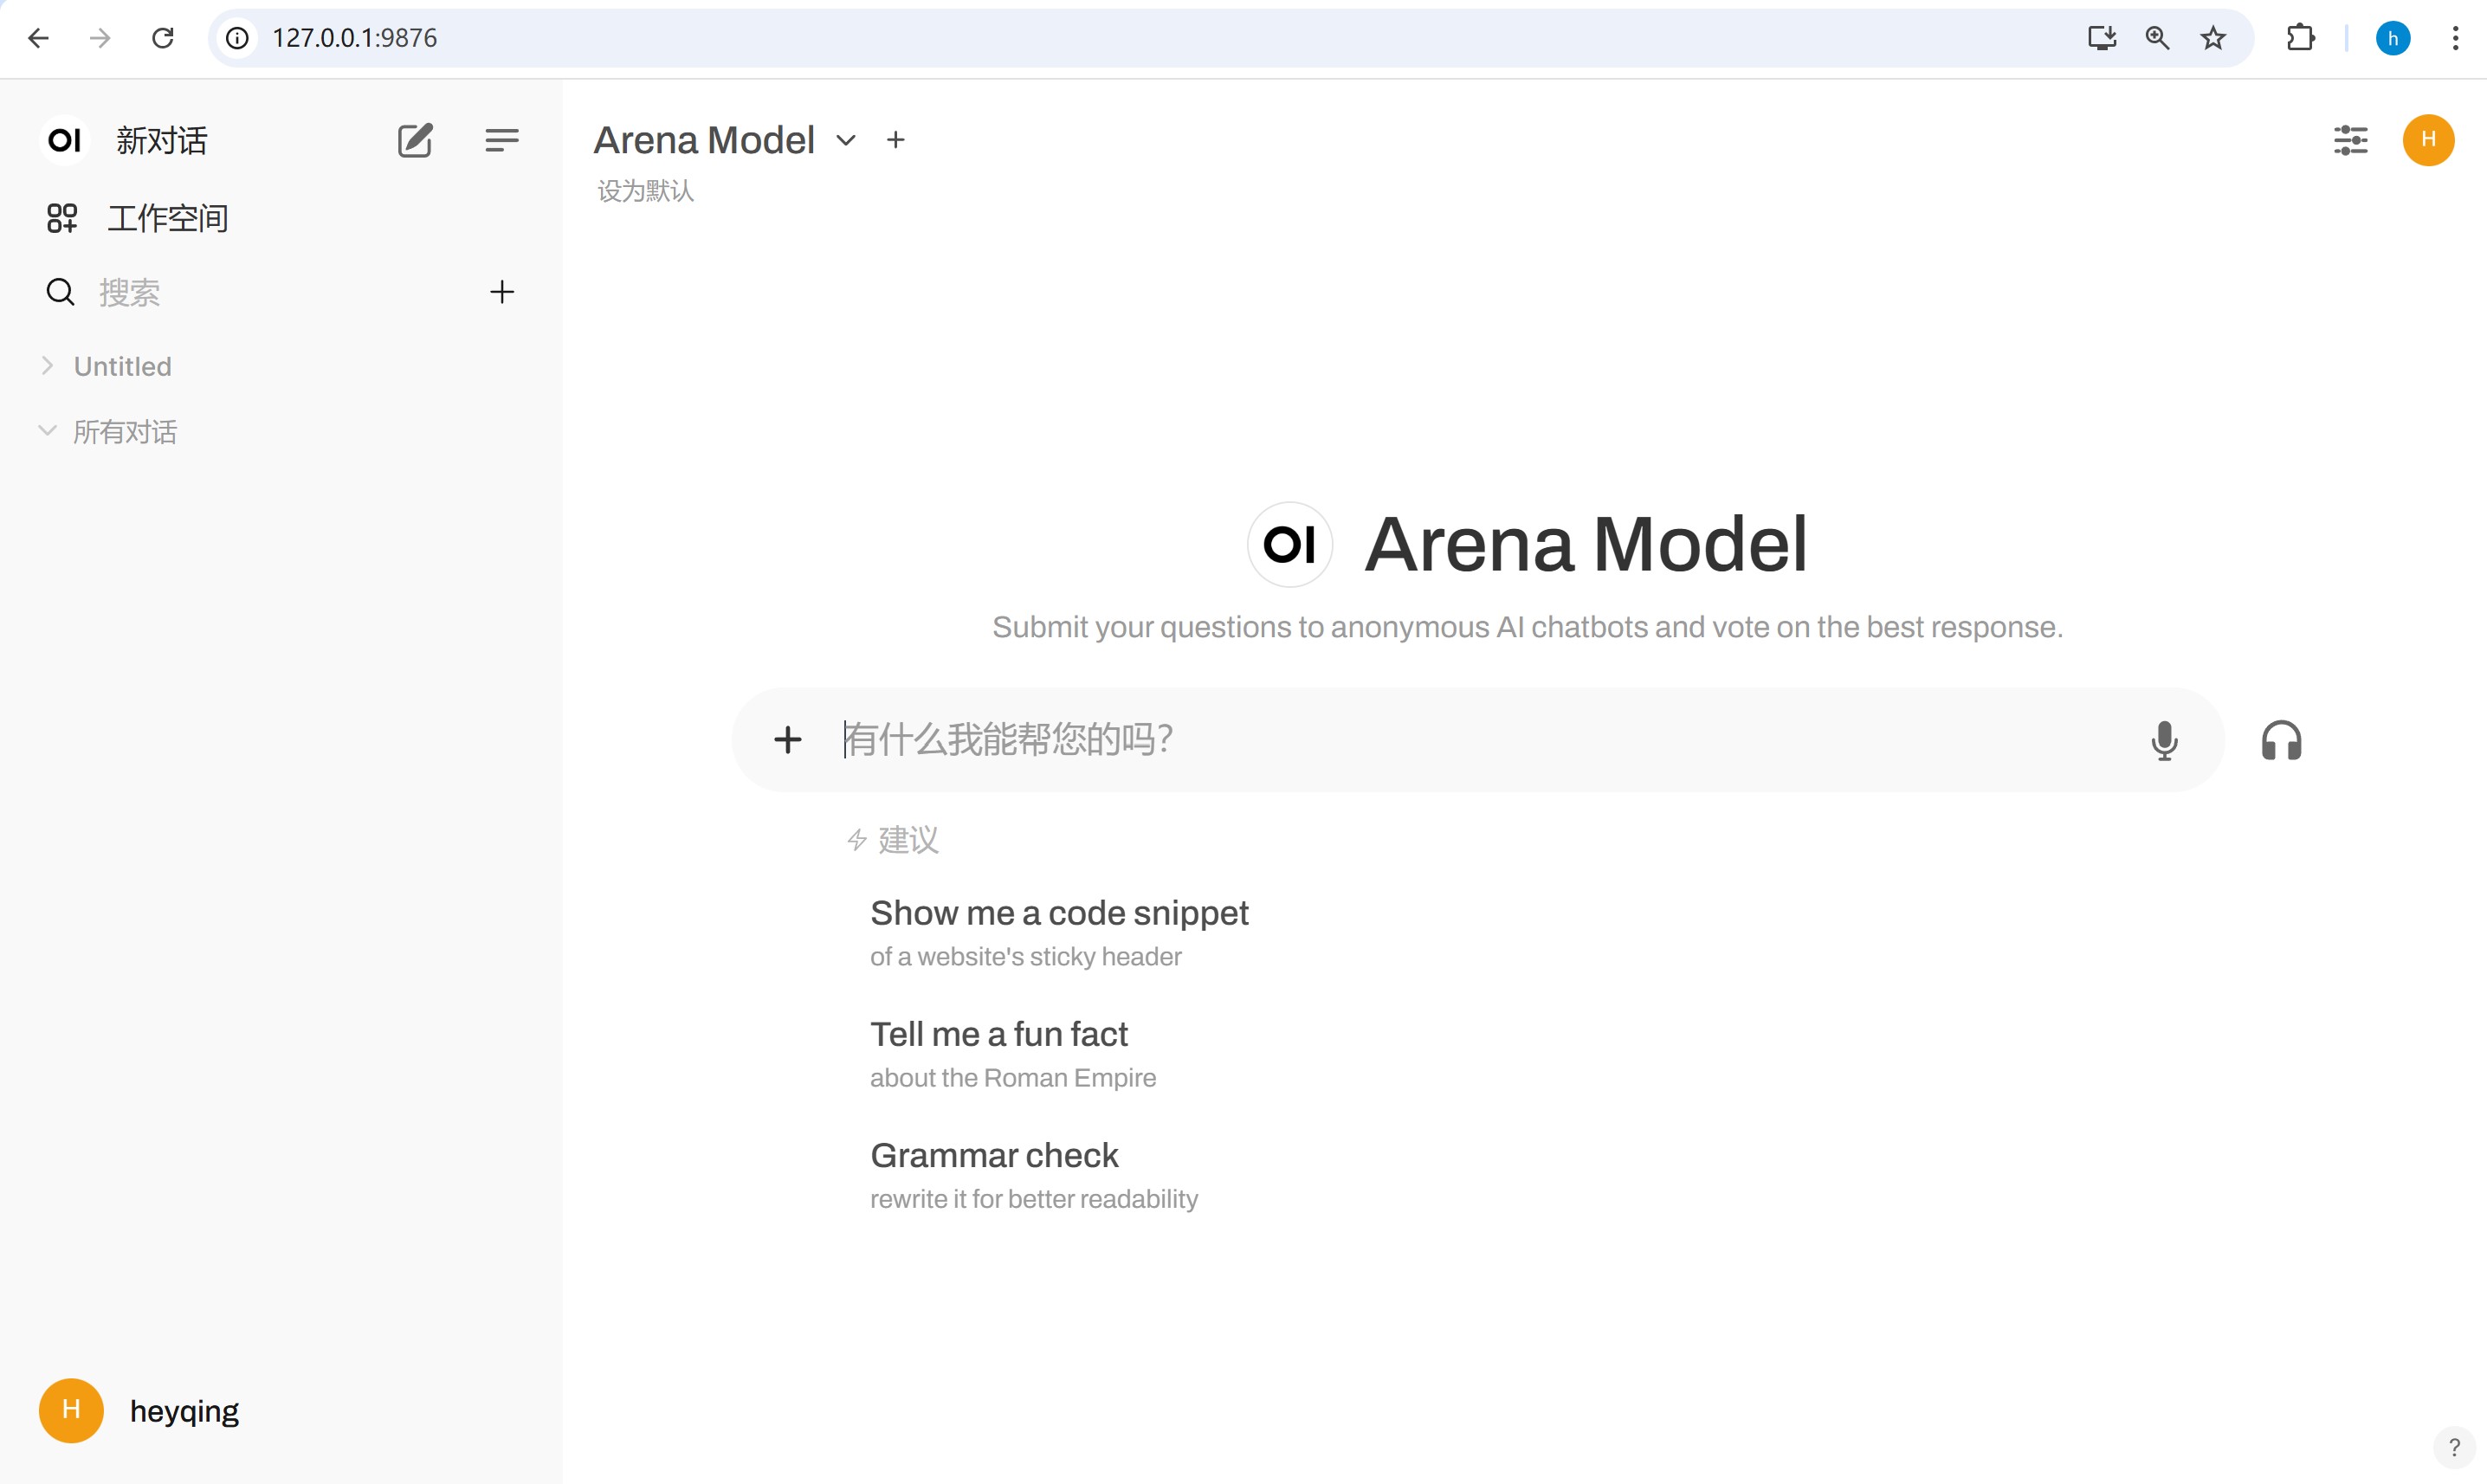 127.0.0.1:9876
h
OI 新对话
工作空间
搜索
Untitled
所有对话
Arena Model
设为默认
H
OI Arena Model
Submit your questions to anonymous AI chatbots and vote on the best response.
有什么我能帮您的吗？
建议
Show me a code snippet
of a website's sticky header
Tell me a fun fact
about the Roman Empire
Grammar check
rewrite it for better readability
H heyqing
?